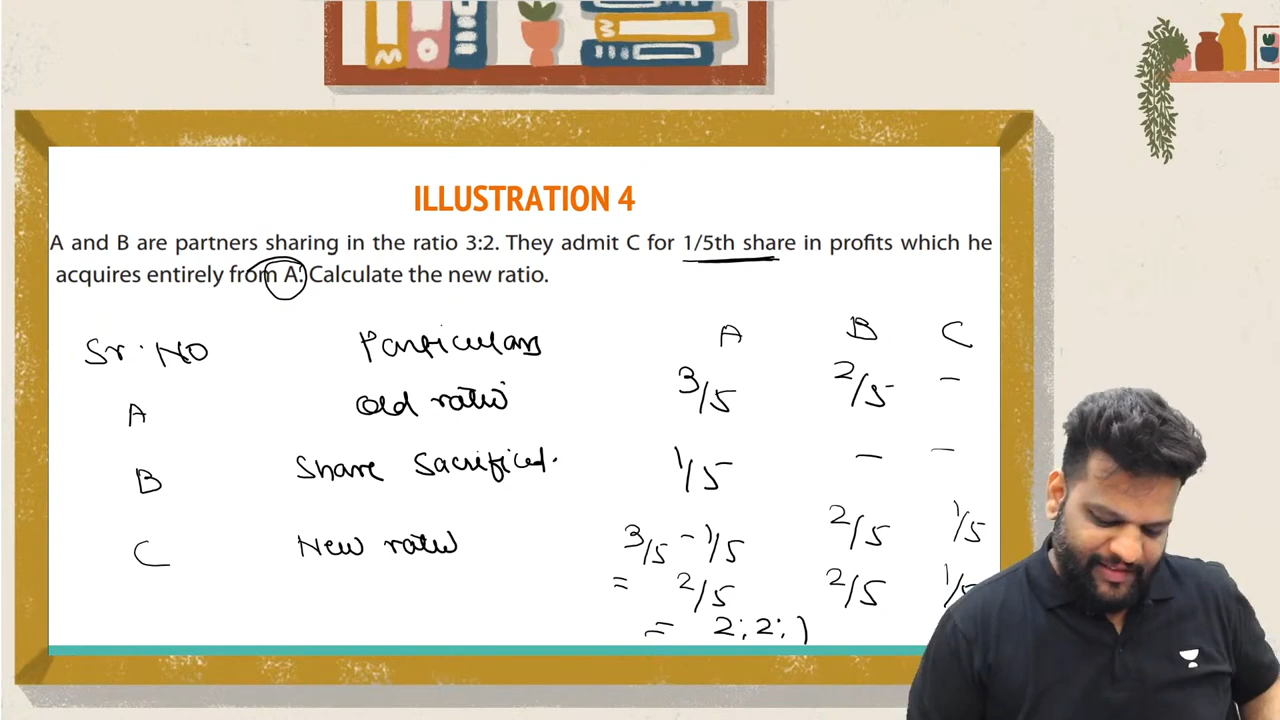 ILLUSTRATION 4
A and B are partners sharing in the ratio 3:2. They admit C for 1/5th share in profits which he
acquires entirely from A. Calculate the new ratio.
Sr. No Particulars A B C
A Old ratio 3/5 2/5 -
B Share Sacrificed. 1/5 - -
C New ratio 3/5 - 1/5 2/5 1/5
= 2/5 2/5 1/5
= 2:2:1